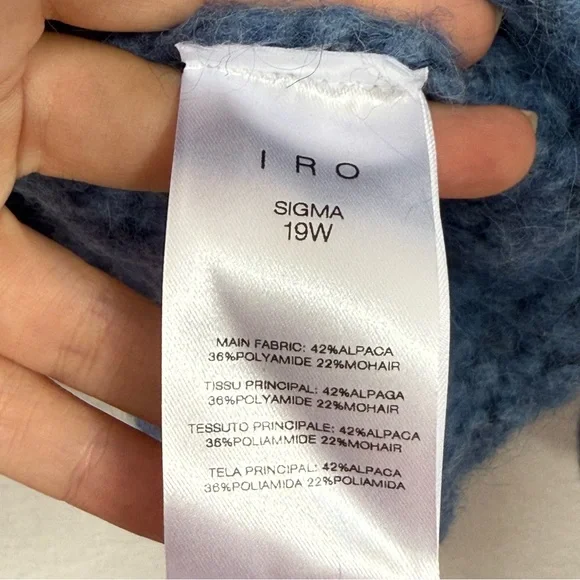 IRO
SIGMA
19W
MAIN FABRIC: 42%ALPACA
36%POLYAMIDE 22%MOHAIR
TISSU PRINCIPAL: 42%ALPAGA
36%POLYAMIDE 22%MOHAIR
TESSUTO PRINCIPALE: 42%ALPACA
36%POLIAMMIDE 22%MOHAIR
TELA PRINCIPAL: 42%ALPACA
36%POLIAMIDA 22%POLIAMIDA